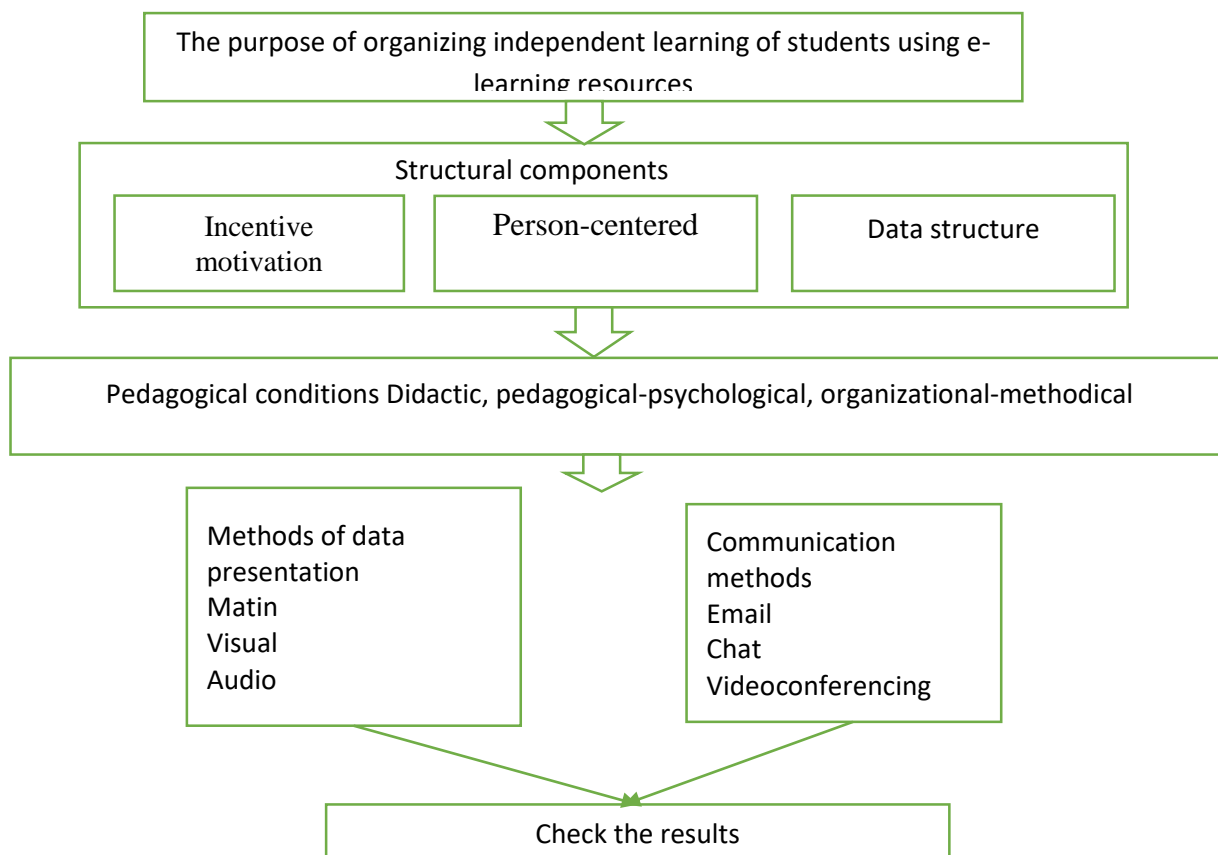 The purpose of organizing independent learning of students using e-
learning resources
Structural components
Incentive
motivation
Person-centered
Data structure
Pedagogical conditions Didactic, pedagogical-psychological, organizational-methodical
Methods of data
presentation
Matin
Visual
Audio
Communication
methods
Email
Chat
Videoconferencing
Check the results